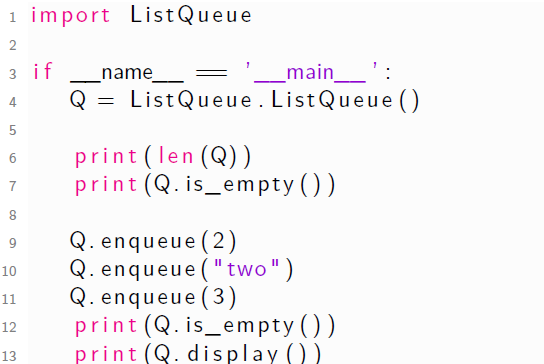 1 import ListQueue
2
3 if __name__ == '__main__':
4 Q = ListQueue.ListQueue()
5
6 print(len(Q))
7 print(Q.is_empty())
8
9 Q.enqueue(2)
10 Q.enqueue("two")
11 Q.enqueue(3)
12 print(Q.is_empty())
13 print(Q.display())